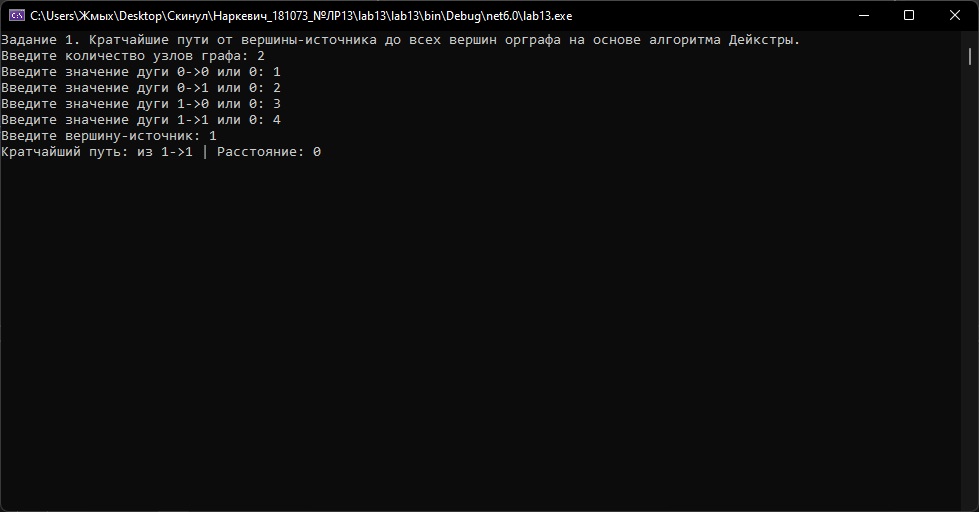 C:\Users\Жмых\Desktop\Скинул\Наркевич_181073_№ЛР13\lab13\lab13\bin\Debug\net6.0\lab13.exe
Задание 1. Кратчайшие пути от вершины-источника до всех вершин орграфа на основе алгоритма Дейкстры.
Введите количество узлов графа: 2
Введите значение дуги 0->0 или 0: 1
Введите значение дуги 0->1 или 0: 2
Введите значение дуги 1->0 или 0: 3
Введите значение дуги 1->1 или 0: 4
Введите вершину-источник: 1
Кратчайший путь: из 1->1 | Расстояние: 0